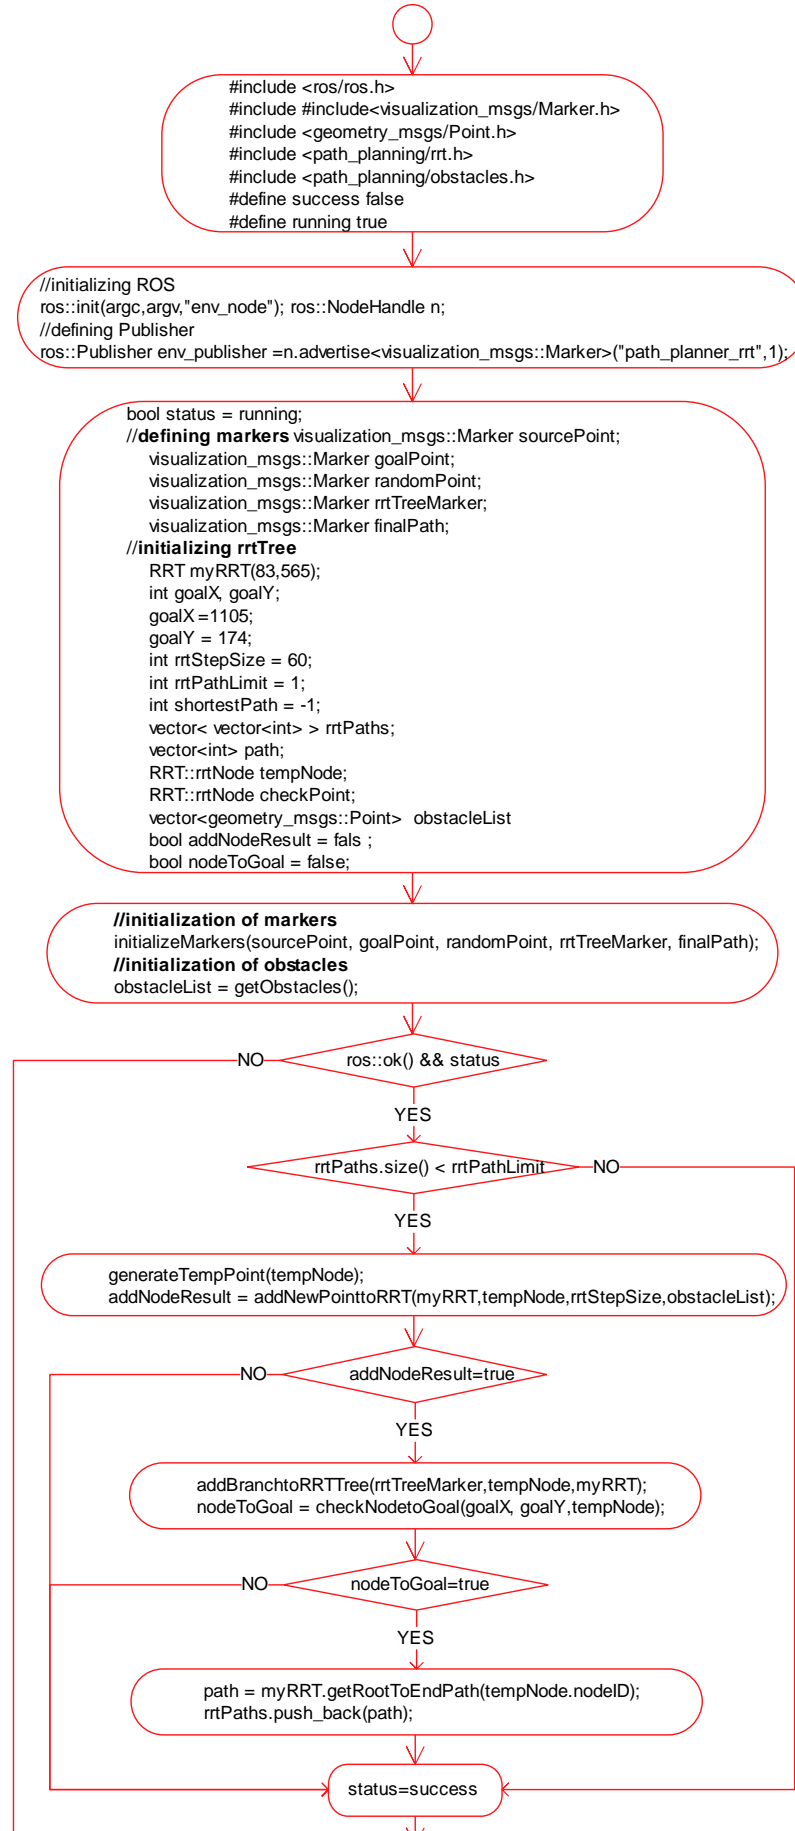 #include <ros/ros.h>
#include #include<visualization_msgs/Marker.h>
#include <geometry_msgs/Point.h>
#include <path_planning/rrt.h>
#include <path_planning/obstacles.h>
#define success false
#define running true
//initializing ROS
ros::init(argc,argv,"env_node"); ros::NodeHandle n;
//defining Publisher
ros::Publisher env_publisher =n.advertise<visualization_msgs::Marker>("path_planner_rrt",1);
bool status = running;
//defining markers visualization_msgs::Marker sourcePoint;
visualization_msgs::Marker goalPoint;
visualization_msgs::Marker randomPoint;
visualization_msgs::Marker rrtTreeMarker;
visualization_msgs::Marker finalPath;
//initializing rrtTree
RRT myRRT(83,565);
int goalX, goalY;
goalX =1105;
goalY = 174;
int rrtStepSize = 60;
int rrtPathLimit = 1;
int shortestPath = -1;
vector< vector<int> > rrtPaths;
vector<int> path;
RRT::rrtNode tempNode;
RRT::rrtNode checkPoint;
vector<geometry_msgs::Point>  obstacleList
bool addNodeResult = fals ;
bool nodeToGoal = false;
//initialization of markers
initializeMarkers(sourcePoint, goalPoint, randomPoint, rrtTreeMarker, finalPath);
//initialization of obstacles
obstacleList = getObstacles();
NO
ros::ok() && status
YES
rrtPaths.size() < rrtPathLimit
NO
YES
generateTempPoint(tempNode);
addNodeResult = addNewPointtoRRT(myRRT,tempNode,rrtStepSize,obstacleList);
NO
addNodeResult=true
YES
addBranchtoRRTTree(rrtTreeMarker,tempNode,myRRT);
nodeToGoal = checkNodetoGoal(goalX, goalY,tempNode);
NO
nodeToGoal=true
YES
path = myRRT.getRootToEndPath(tempNode.nodeID);
rrtPaths.push_back(path);
status=success